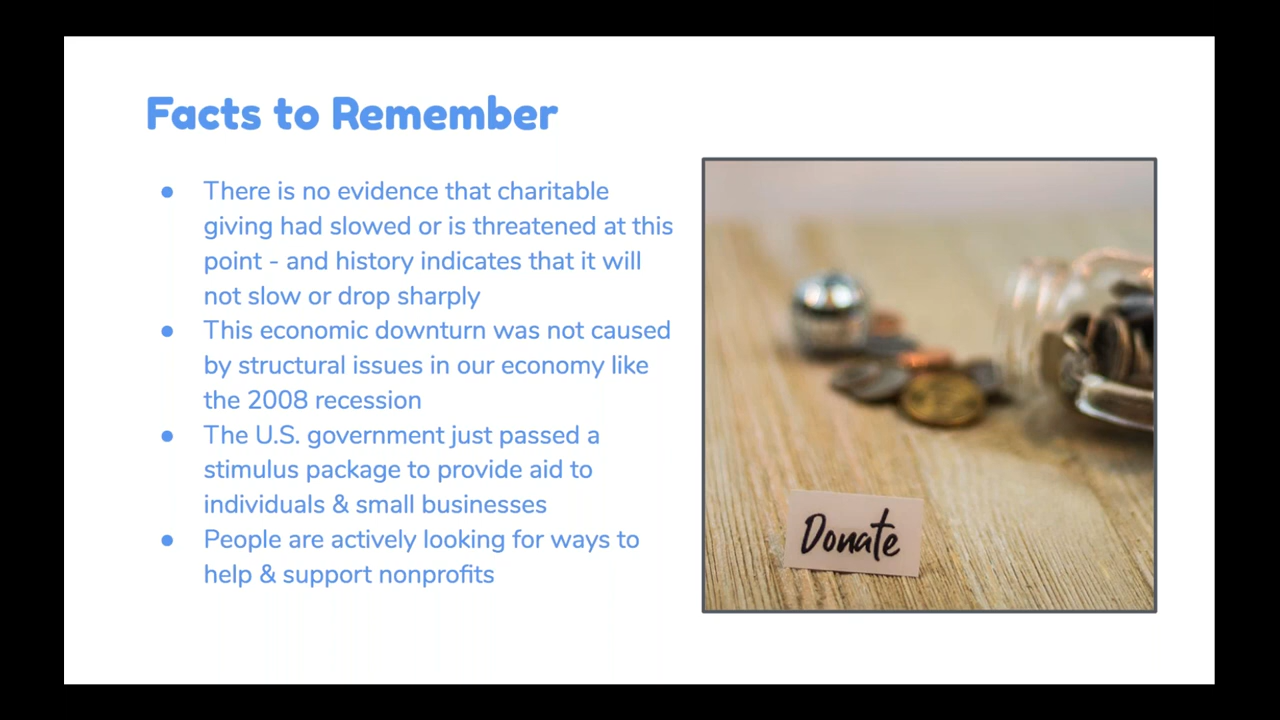 Facts to Remember
● There is no evidence that charitable
giving had slowed or is threatened at this
point - and history indicates that it will
not slow or drop sharply
● This economic downturn was not caused
by structural issues in our economy like
the 2008 recession
● The U.S. government just passed a
stimulus package to provide aid to
individuals & small businesses
● People are actively looking for ways to
help & support nonprofits
Donate